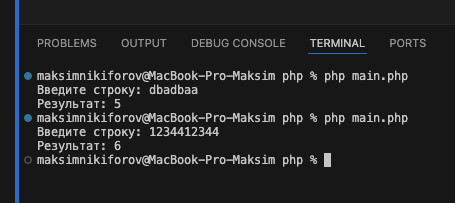 PROBLEMS OUTPUT DEBUG CONSOLE TERMINAL PORTS
maksimnikiforov@MacBook-Pro-Maksim php % php main.php
Введите строку: dbadbaa
Результат: 5
maksimnikiforov@MacBook-Pro-Maksim php % php main.php
Введите строку: 1234412344
Результат: 6
maksimnikiforov@MacBook-Pro-Maksim php %